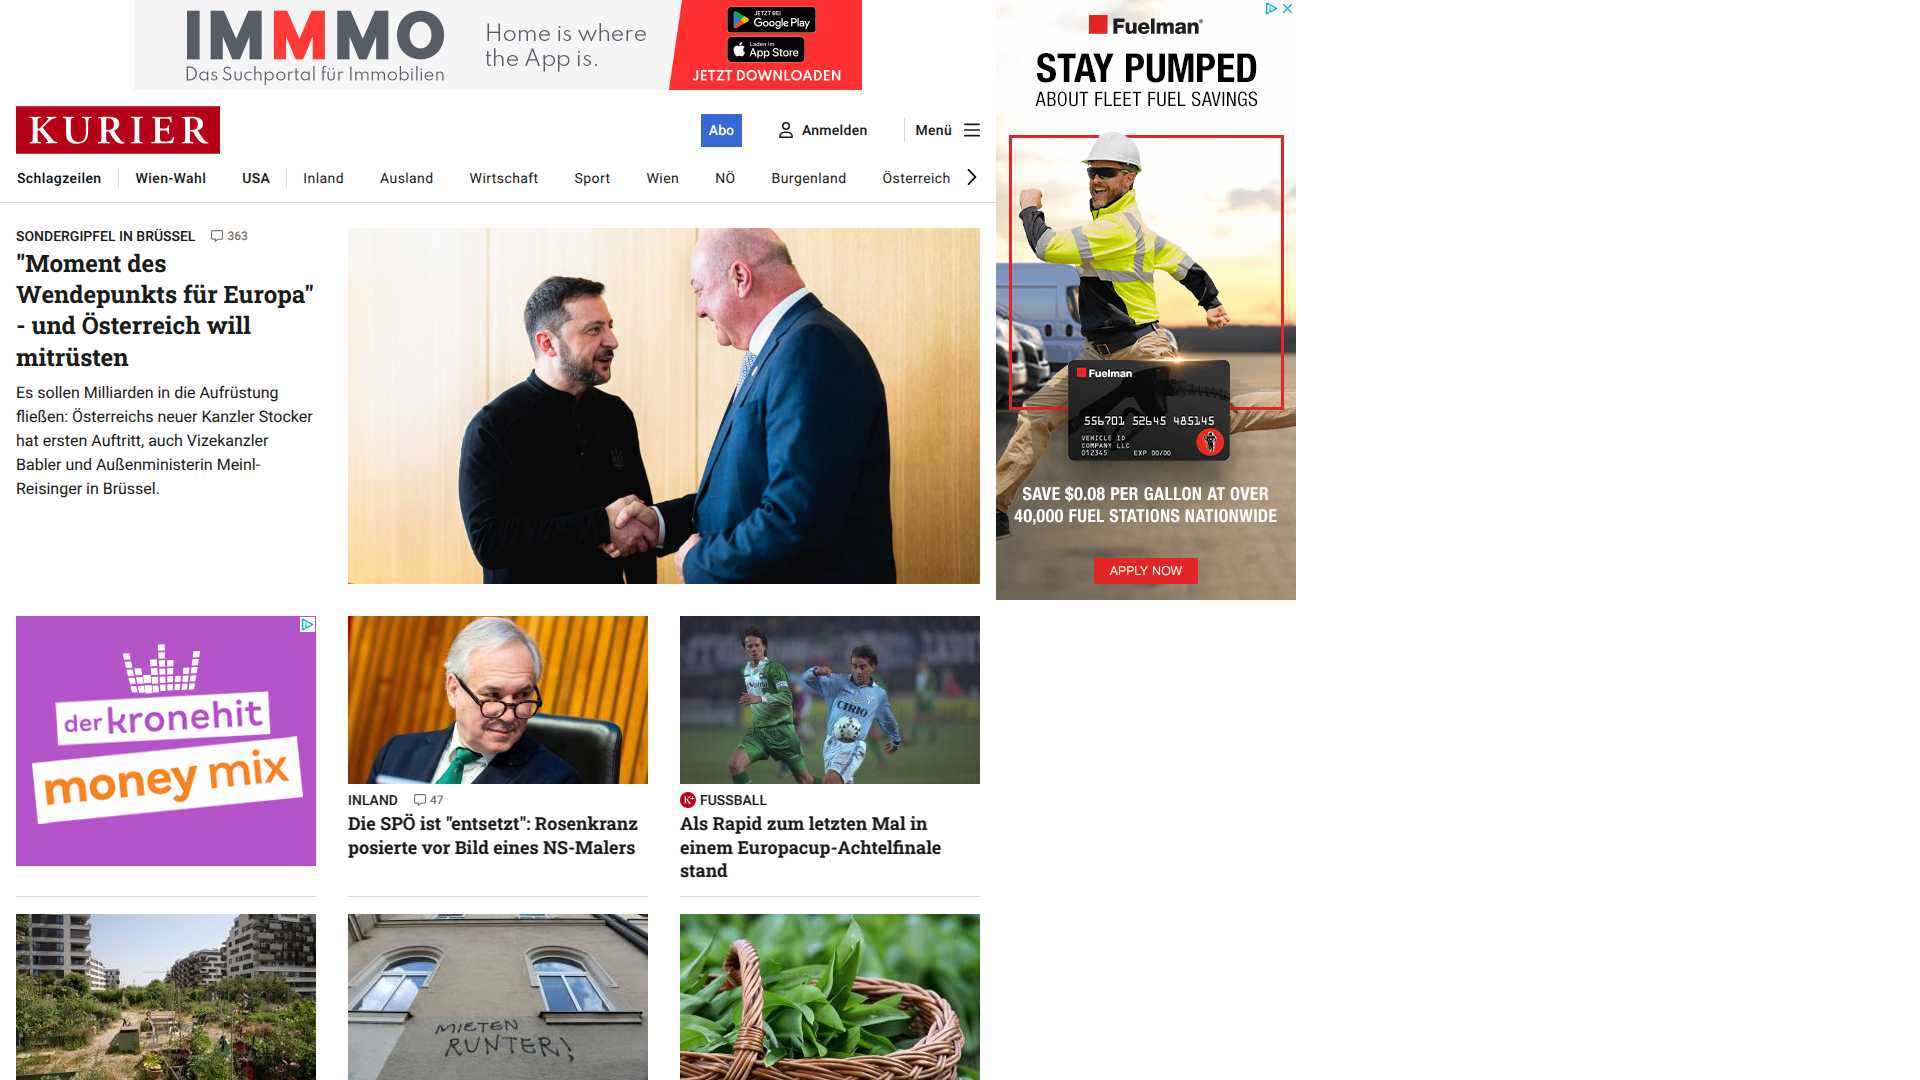 IMMMO
Das Suchportal für Immobilien
Home is where
the App is.
JETZT BEI
Google Play
Laden im
App Store
JETZT DOWNLOADEN
KURIER
Abo
Anmelden
Menü
Schlagzeilen
Wien-Wahl
USA
Inland
Ausland
Wirtschaft
Sport
Wien
NÖ
Burgenland
Österreich
SONDERGIPFEL IN BRÜSSEL 363
"Moment des
Wendepunkts für Europa"
- und Österreich will
mitrüsten
Es sollen Milliarden in die Aufrüstung
fließen: Österreichs neuer Kanzler Stocker
hat ersten Auftritt, auch Vizekanzler
Babler und Außenministerin Meinl-
Reisinger in Brüssel.
Fuelman
STAY PUMPED
ABOUT FLEET FUEL SAVINGS
Fuelman
556701 52645 485145
VEHICLE ID
COMPANY LLC
012345 EXP 00/00
SAVE $0.08 PER GALLON AT OVER
40,000 FUEL STATIONS NATIONWIDE
APPLY NOW
der kronehit
money mix
INLAND 47
Die SPÖ ist "entsetzt": Rosenkranz
posierte vor Bild eines NS-Malers
CIRIO
K+ FUSSBALL
Als Rapid zum letzten Mal in
einem Europacup-Achtelfinale
stand
MIETEN
RUNTER!